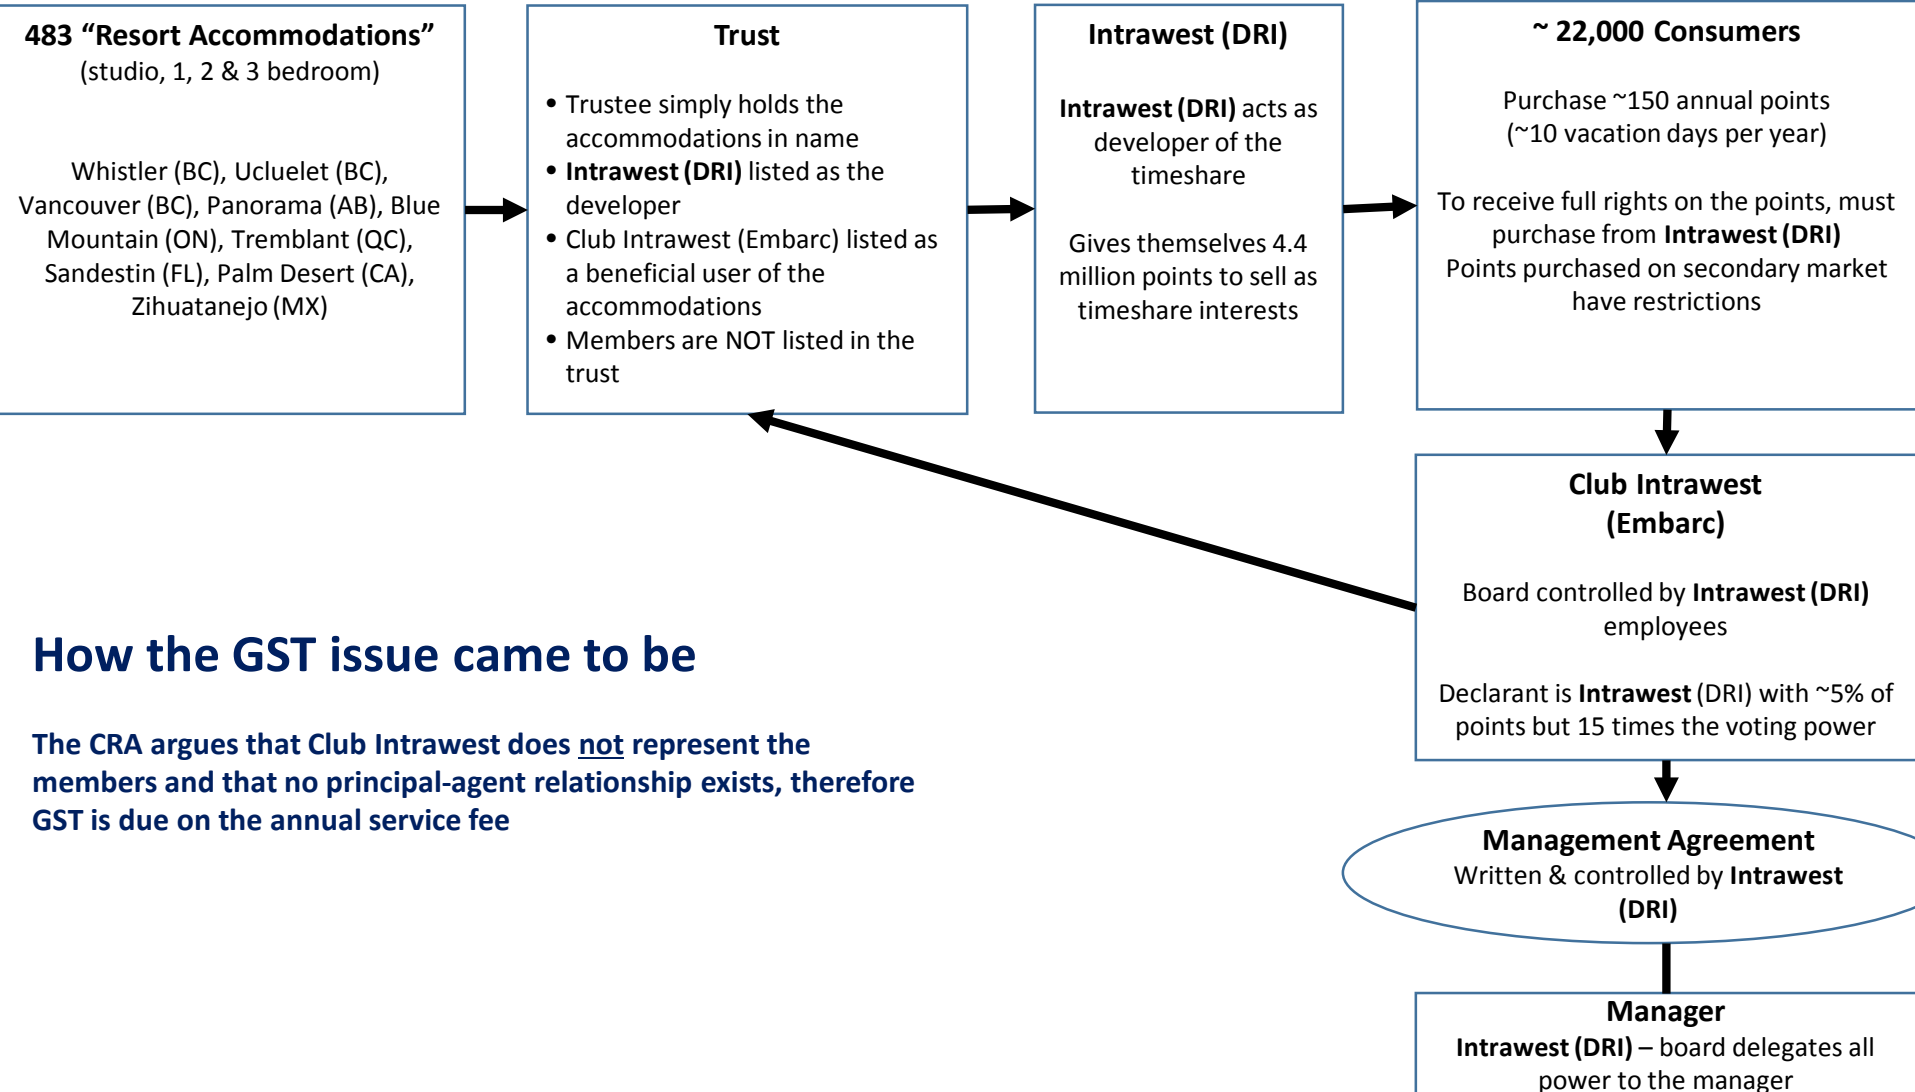 483 “Resort Accommodations”
(studio, 1, 2 & 3 bedroom)
Whistler (BC), Ucluelet (BC),
Vancouver (BC), Panorama (AB), Blue
Mountain (ON), Tremblant (QC),
Sandestin (FL), Palm Desert (CA),
Zihuatanejo (MX)
Trust
• Trustee simply holds the
accommodations in name
• Intrawest (DRI) listed as the
developer
• Club Intrawest (Embarc) listed as
a beneficial user of the
accommodations
• Members are NOT listed in the
trust
Intrawest (DRI)
Intrawest (DRI) acts as
developer of the
timeshare
Gives themselves 4.4
million points to sell as
timeshare interests
~ 22,000 Consumers
Purchase ~150 annual points
(~10 vacation days per year)
To receive full rights on the points, must
purchase from Intrawest (DRI)
Points purchased on secondary market
have restrictions
Club Intrawest
(Embarc)
Board controlled by Intrawest (DRI)
employees
Declarant is Intrawest (DRI) with ~5% of
points but 15 times the voting power
How the GST issue came to be
The CRA argues that Club Intrawest does not represent the
members and that no principal-agent relationship exists, therefore
GST is due on the annual service fee
Management Agreement
Written & controlled by Intrawest
(DRI)
Manager
Intrawest (DRI) – board delegates all
power to the manager